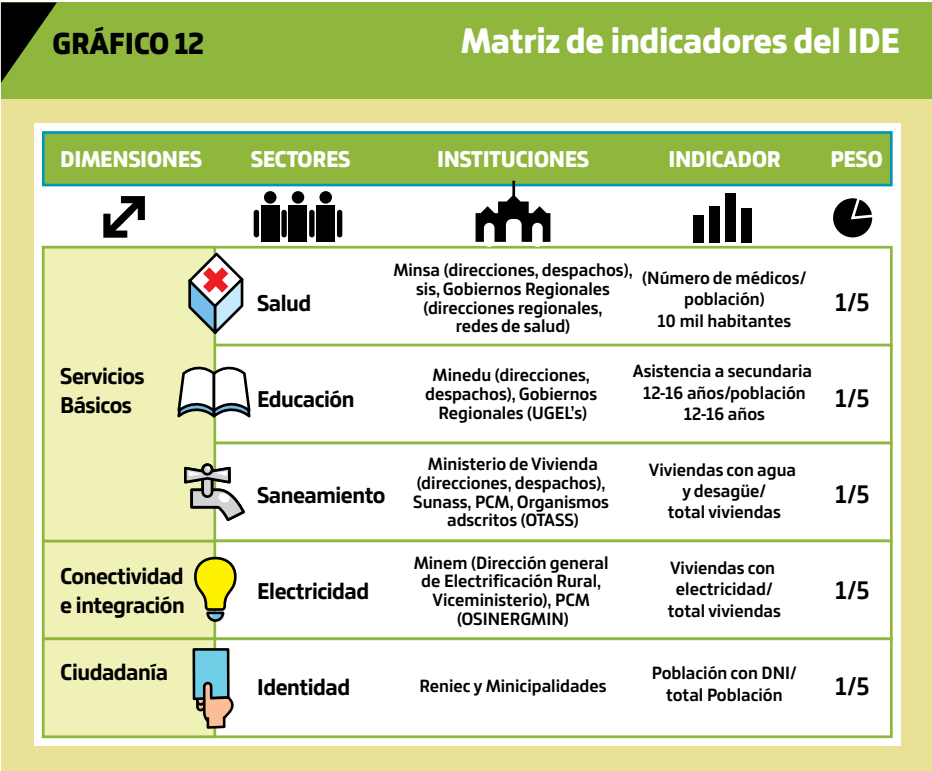 GRÁFICO 12
Matriz de indicadores del IDE
DIMENSIONES
SECTORES
INSTITUCIONES
INDICADOR
PESO
Servicios
Básicos
Salud
Minsa (direcciones, despachos),
sis, Gobiernos Regionales
(direcciones regionales,
redes de salud)
(Número de médicos/
población)
10 mil habitantes
1/5
Educación
Minedu (direcciones,
despachos), Gobiernos
Regionales (UGEL's)
Asistencia a secundaria
12-16 años/población
12-16 años
1/5
Saneamiento
Ministerio de Vivienda
(direcciones, despachos),
Sunass, PCM, Organismos
adscritos (OTASS)
Viviendas con agua
y desagüe/
total viviendas
1/5
Conectividad
e integración
Electricidad
Minem (Dirección general
de Electrificación Rural,
Viceministerio), PCM
(OSINERGMIN)
Viviendas con
electricidad/
total viviendas
1/5
Ciudadanía
Identidad
Reniec y Minicipalidades
Población con DNI/
total Población
1/5